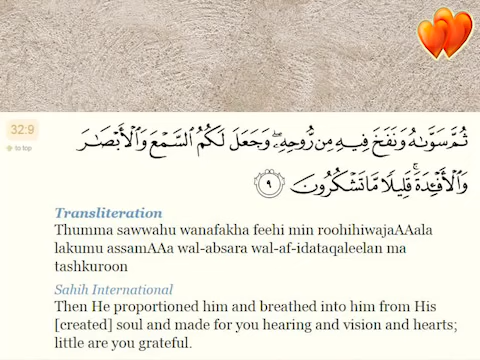 32:9
to top
ثُمَّ سَوَّىٰهُ وَنَفَخَ فِيهِ مِن رُّوحِهِۦ ۖ وَجَعَلَ لَكُمُ ٱلسَّمْعَ وَٱلْأَبْصَٰرَ
وَٱلْأَفْـِٔدَةَ ۚ قَلِيلًا مَّا تَشْكُرُونَ ٩
Transliteration
Thumma sawwahu wanafakha feehi min roohihiwajaAAala
lakumu assamAAa wal-absara wal-af-idataqaleelan ma
tashkuroon
Sahih International
Then He proportioned him and breathed into him from His
[created] soul and made for you hearing and vision and hearts;
little are you grateful.